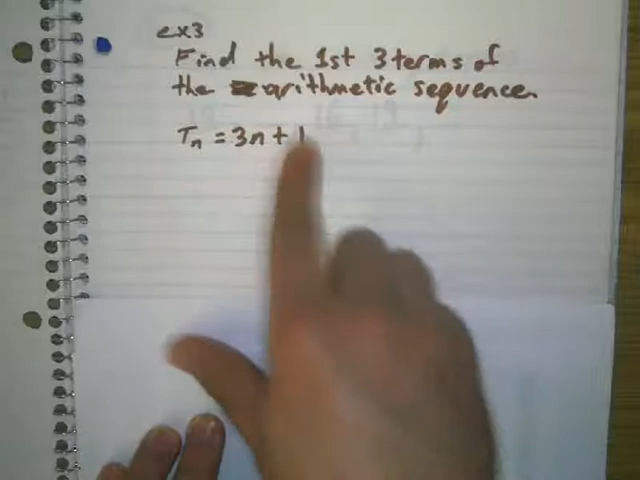 ex3
Find the 1st 3 terms of
the arithmetic sequence.
Tn = 3n + 1